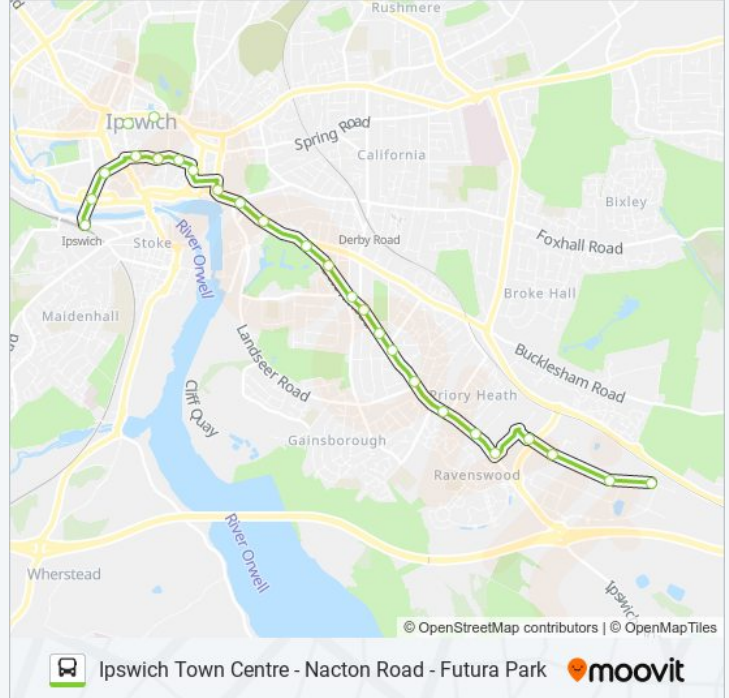 Rushmere
Ipswich
Spring Road
California
Bixley
River Orwell
Ipswich
Stoke
Derby Road
Foxhall Road
Broke Hall
Maidenhall
Landseer Road
Bucklesham Road
Cliff Quay
Priory Heath
Gainsborough
Ravenswood
River Orwell
Wherstead
© OpenStreetMap contributors | © OpenMapTiles
Ipswich Town Centre - Nacton Road - Futura Park
moovit